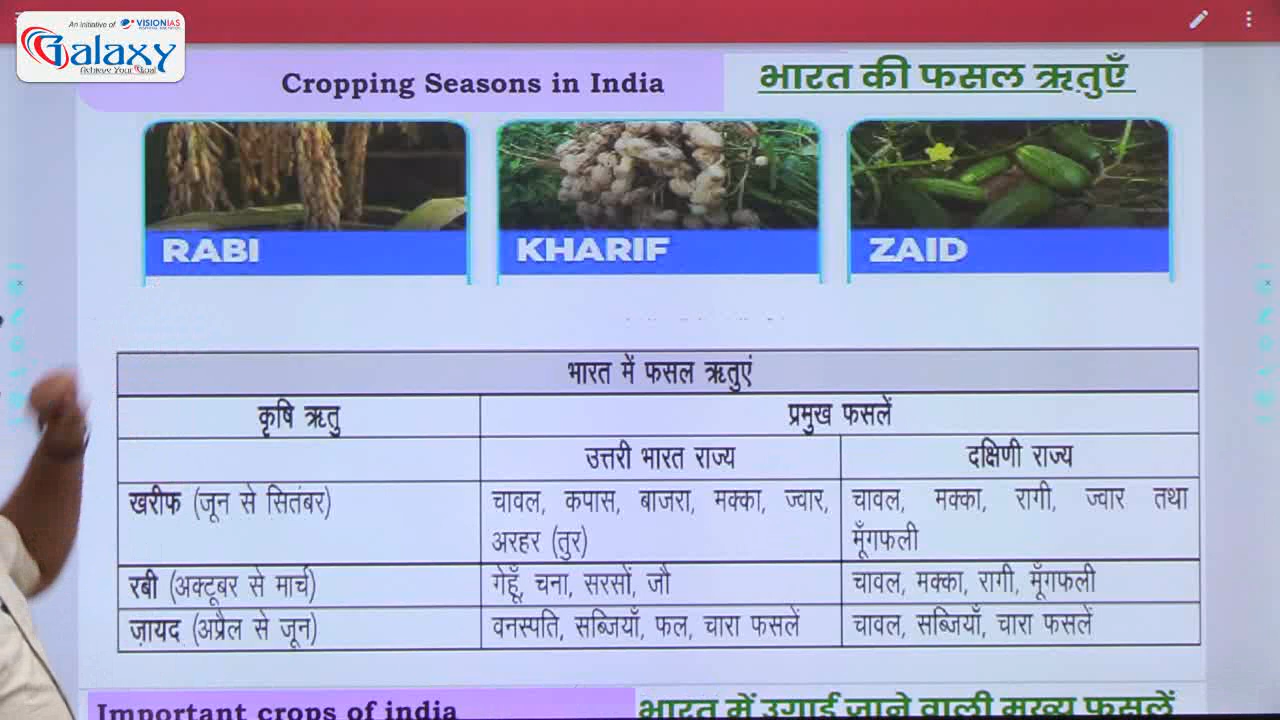 An initiative of VISIONIAS
Galaxy
Achieve Your Goal
Cropping Seasons in India
भारत की फसल ऋतुएँ
RABI
KHARIF
ZAID
भारत में फसल ऋतुएं
कृषि ऋतु
प्रमुख फसलें
उत्तरी भारत राज्य
दक्षिणी राज्य
खरीफ (जून से सितंबर)
चावल, कपास, बाजरा, मक्का, ज्वार,
अरहर (तुर)
चावल, मक्का, रागी, ज्वार तथा
मूँगफली
रबी (अक्टूबर से मार्च)
गेहूँ, चना, सरसों, जौ
चावल, मक्का, रागी, मूँगफली
ज़ायद (अप्रैल से जून)
वनस्पति, सब्जियाँ, फल, चारा फसलें
चावल, सब्जियाँ, चारा फसलें
Important crops of india
भारत में उगाई जाने वाली मुख्य फसलें